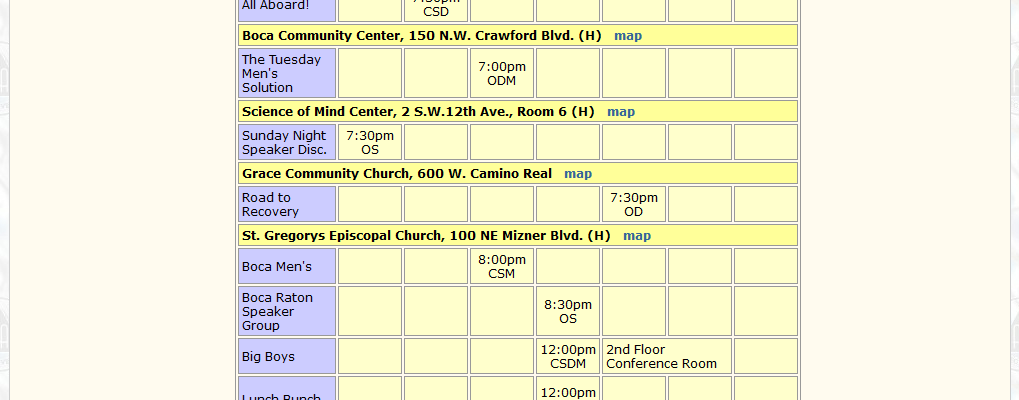 All Aboard!
7:30pm
CSD
Boca Community Center, 150 N.W. Crawford Blvd. (H) map
The Tuesday
Men's
Solution
7:00pm
ODM
Science of Mind Center, 2 S.W.12th Ave., Room 6 (H) map
Sunday Night
Speaker Disc.
7:30pm
OS
Grace Community Church, 600 W. Camino Real map
Road to
Recovery
7:30pm
OD
St. Gregorys Episcopal Church, 100 NE Mizner Blvd. (H) map
Boca Men's
8:00pm
CSM
Boca Raton
Speaker
Group
8:30pm
OS
Big Boys
12:00pm
CSDM
2nd Floor
Conference Room
Lunch Bunch
12:00pm